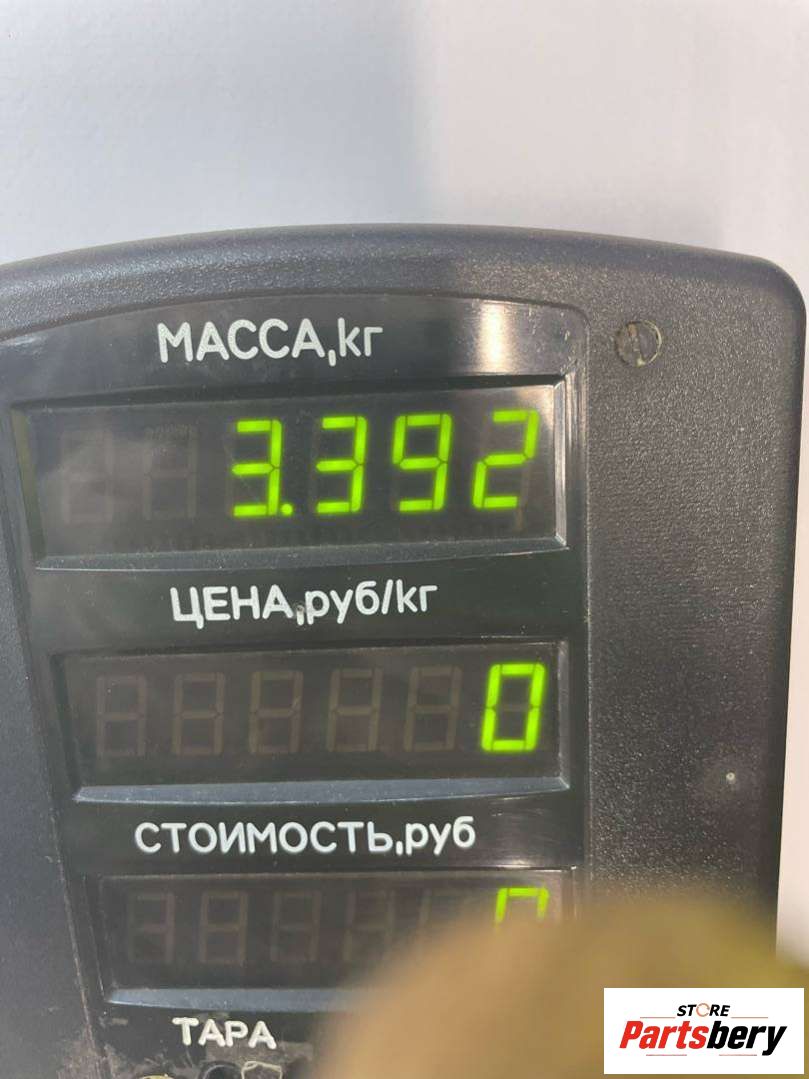 МАССА,кг
3.392
ЦЕНА,руб/кг
0
СТОИМОСТЬ,руб
0
ТАРА
STORE
Partsbery